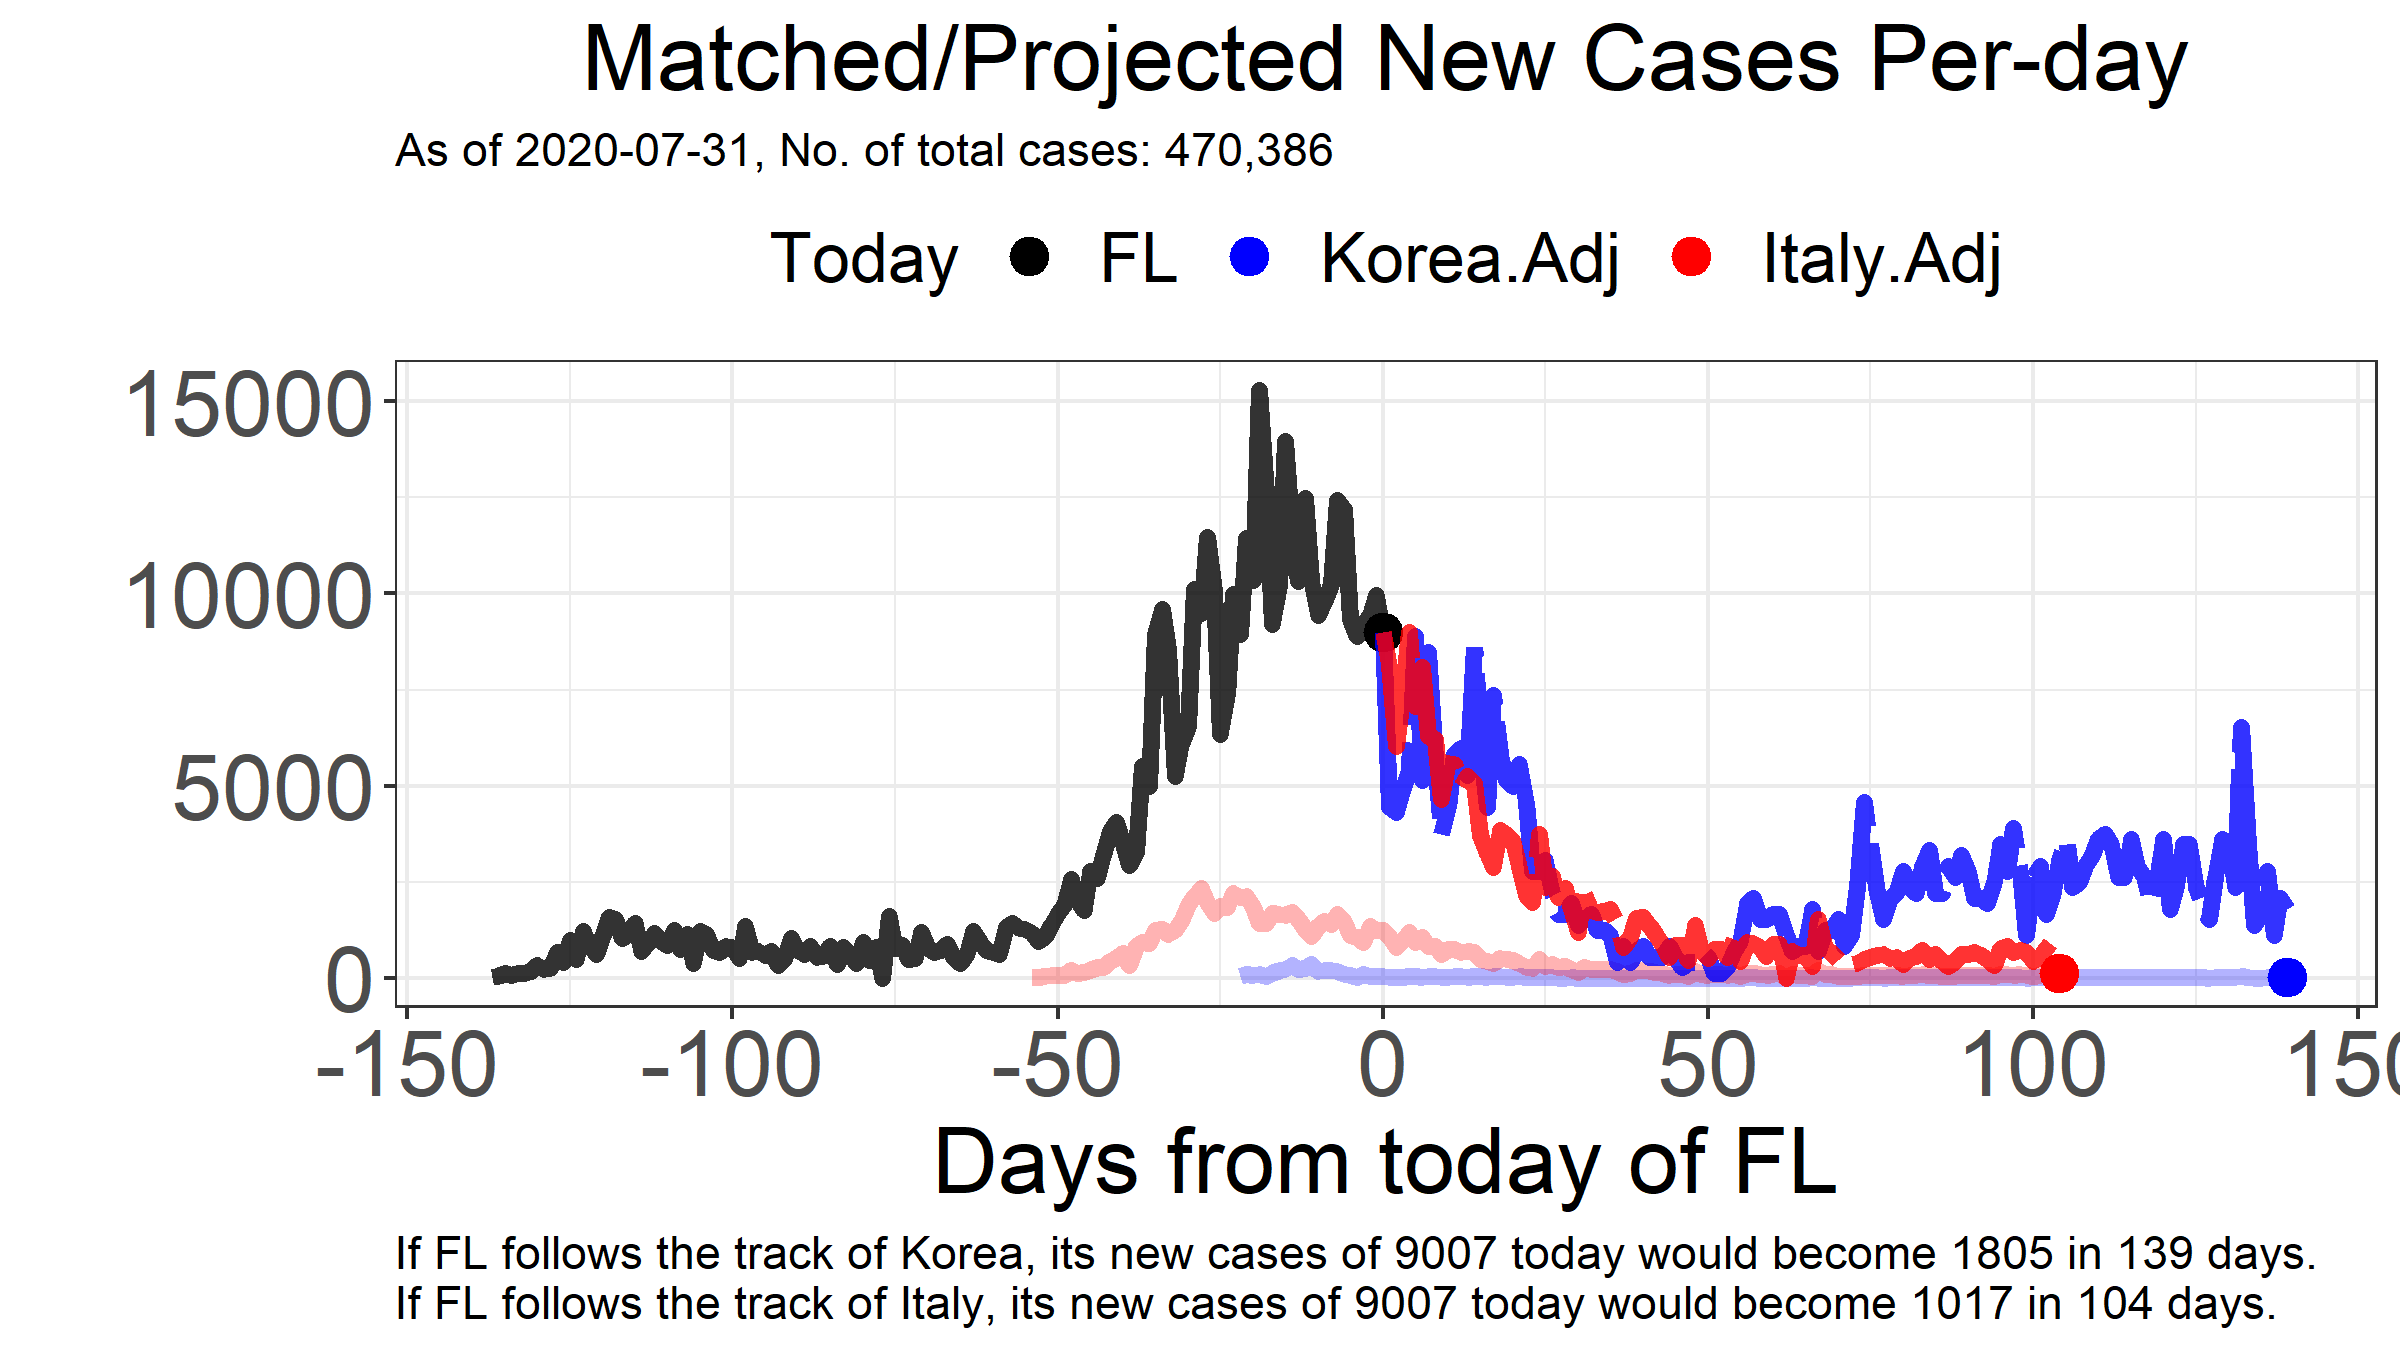 Matched/Projected New Cases Per-day
As of 2020-07-31, No. of total cases: 470,386
Today FL Korea.Adj Italy.Adj
15000
10000
5000
0
-150 -100 -50 0 50 100 150
Days from today of FL
If FL follows the track of Korea, its new cases of 9007 today would become 1805 in 139 days.
If FL follows the track of Italy, its new cases of 9007 today would become 1017 in 104 days.